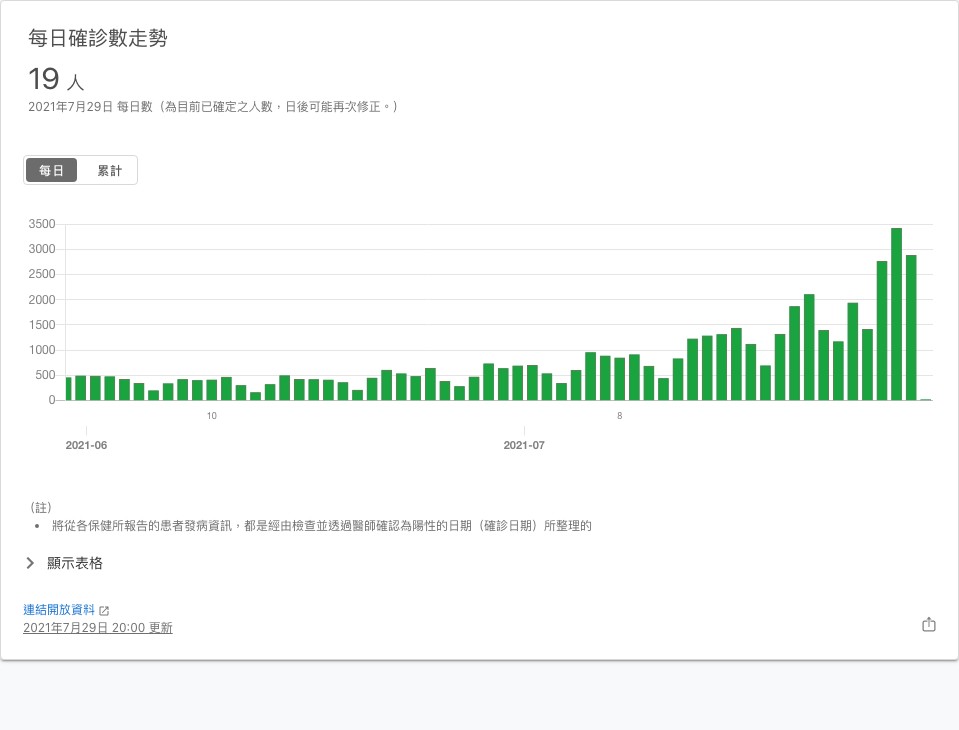 每日確診數走勢
19 人
2021年7月29日 每日數（為目前已確定之人數，日後可能再次修正。）
每日 累計
3500
3000
2500
2000
1500
1000
500
0
10 8
2021-06 2021-07
（註）
• 將從各保健所報告的患者發病資訊，都是經由檢查並透過醫師確認為陽性的日期（確診日期）所整理的
顯示表格
連結開放資料
2021年7月29日 20:00 更新